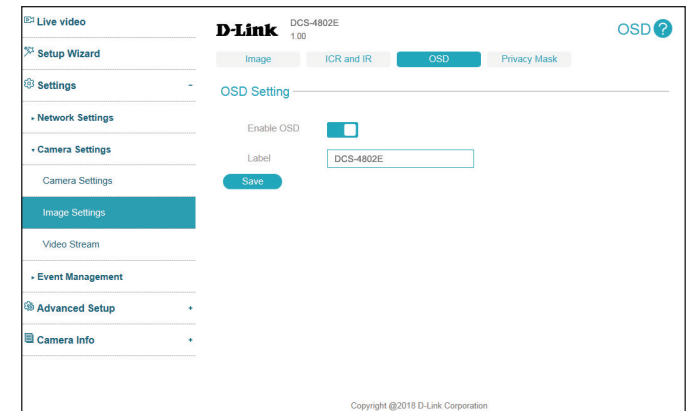 Live video
Setup Wizard
Settings -
Network Settings
Camera Settings
Camera Settings
Image Settings
Video Stream
Event Management
Advanced Setup +
Camera Info +
D-Link DCS-4802E
1.00
OSD ?
Image ICR and IR OSD Privacy Mask
OSD Setting
Enable OSD
Label DCS-4802E
Save
Copyright @2018 D-Link Corporation